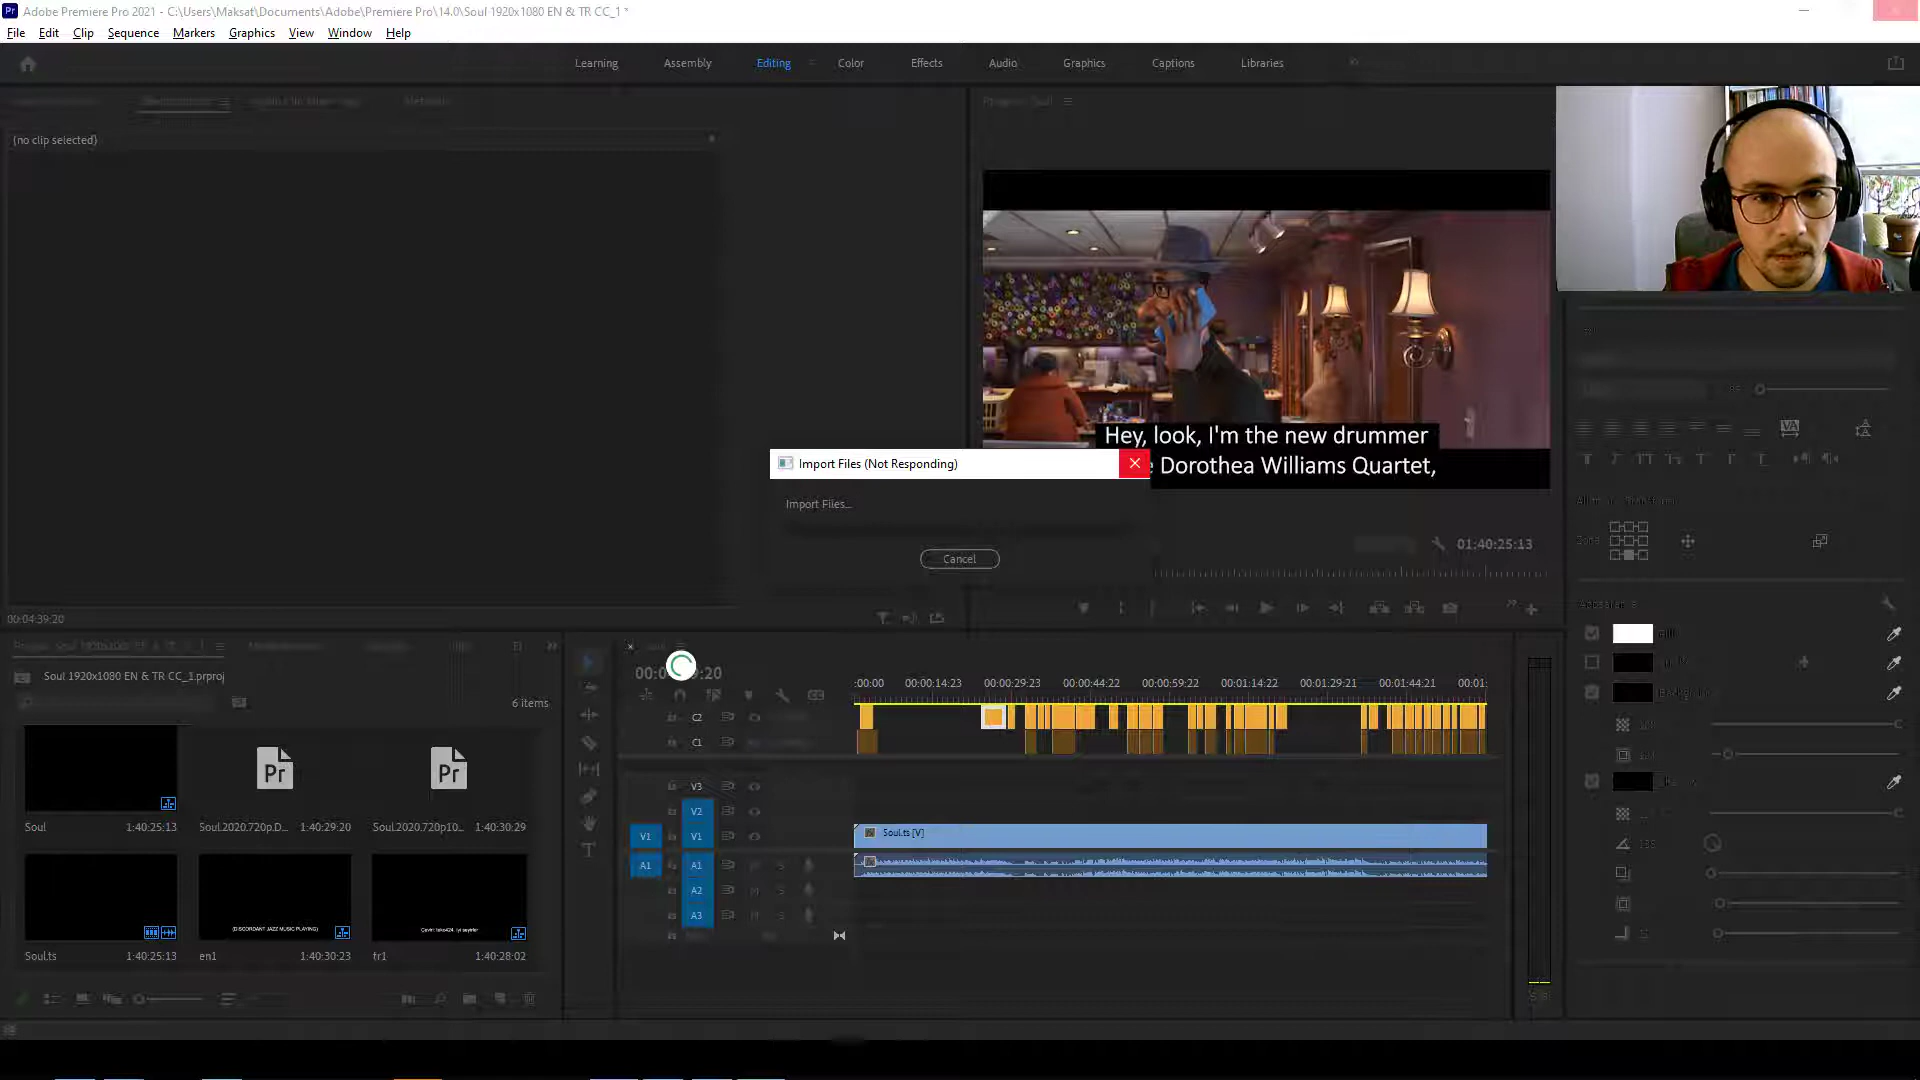 Adobe Premiere Pro 2021 - C:\Users\Maksat\Documents\Adobe\Premiere Pro\14.0\Soul 1920x1080 EN & TR CC_1 *
File Edit Clip Sequence Markers Graphics View Window Help
Learning Assembly Editing Color Effects Audio Graphics Captions Libraries
(no clip selected)
Hey, look, I'm the new drummer
Dorothea Williams Quartet,
Import Files (Not Responding)
Import Files...
Cancel
01:40:25:13
00:04:39:20
Soul 1920x1080 EN & TR CC_1.prproj
6 items
:00:00 00:00:14:23 00:00:29:23 00:00:44:22 00:00:59:22 00:01:14:22 00:01:29:21 00:01:44:21
C2
C1
V3
V2
V1 V1
Soul.ts [V]
A1 A1
A2
A3
Pr Pr
Soul 1:40:25:13
Soul.2020.720p.D... 1:40:29:20
Soul.2020.720p10... 1:40:30:29
(DISCORDANT JAZZ MUSIC PLAYING)
Soul.ts 1:40:25:13
en1 1:40:30:23
tr1 1:40:28:02